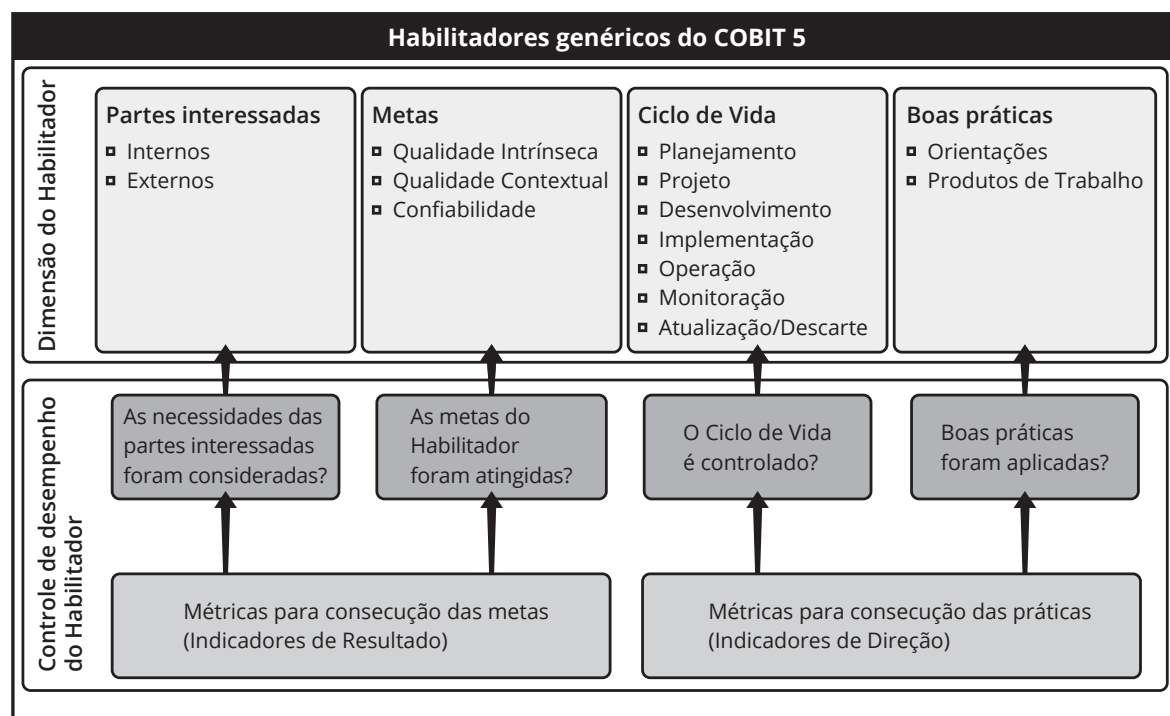 Habilitadores genéricos do COBIT 5
Dimensão do Habilitador
Partes interessadas
Internos
Externos
Metas
Qualidade Intrínseca
Qualidade Contextual
Confiabilidade
Ciclo de Vida
Planejamento
Projeto
Desenvolvimento
Implementação
Operação
Monitoração
Atualização/Descarte
Boas práticas
Orientações
Produtos de Trabalho
Controle de desempenho
do Habilitador
As necessidades das
partes interessadas
foram consideradas?
As metas do
Habilitador
foram atingidas?
O Ciclo de Vida
é controlado?
Boas práticas
foram aplicadas?
Métricas para consecução das metas
(Indicadores de Resultado)
Métricas para consecução das práticas
(Indicadores de Direção)